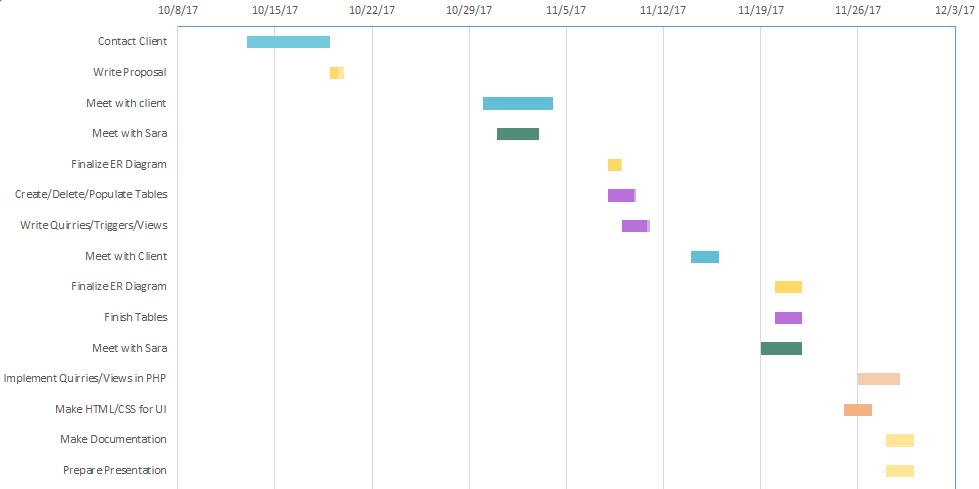 10/8/17 10/15/17 10/22/17 10/29/17 11/5/17 11/12/17 11/19/17 11/26/17 12/3/17
Contact Client
Write Proposal
Meet with client
Meet with Sara
Finalize ER Diagram
Create/Delete/Populate Tables
Write Quirries/Triggers/Views
Meet with Client
Finalize ER Diagram
Finish Tables
Meet with Sara
Implement Quirries/Views in PHP
Make HTML/CSS for UI
Make Documentation
Prepare Presentation